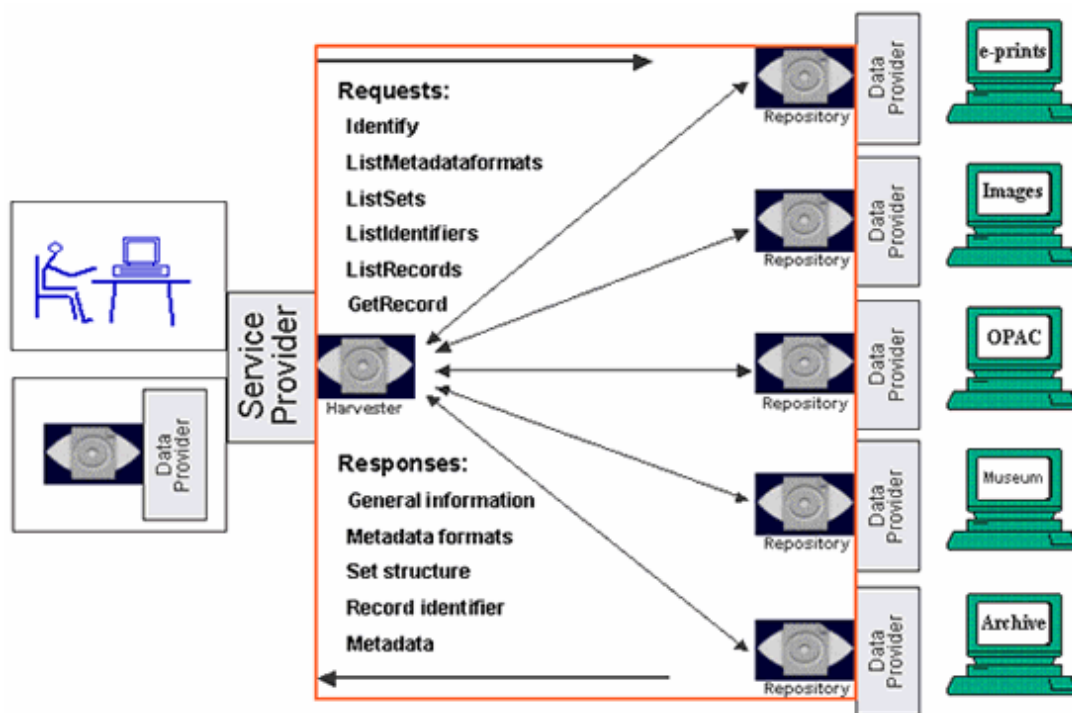 Requests:
Identify
ListMetadataformats
ListSets
ListIdentifiers
ListRecords
GetRecord
Service
Provider
Harvester
Data
Provider
Responses:
General information
Metadata formats
Set structure
Record identifier
Metadata
Repository
Data
Provider
e-prints
Repository
Data
Provider
Images
Repository
Data
Provider
OPAC
Repository
Data
Provider
Museum
Repository
Data
Provider
Archive